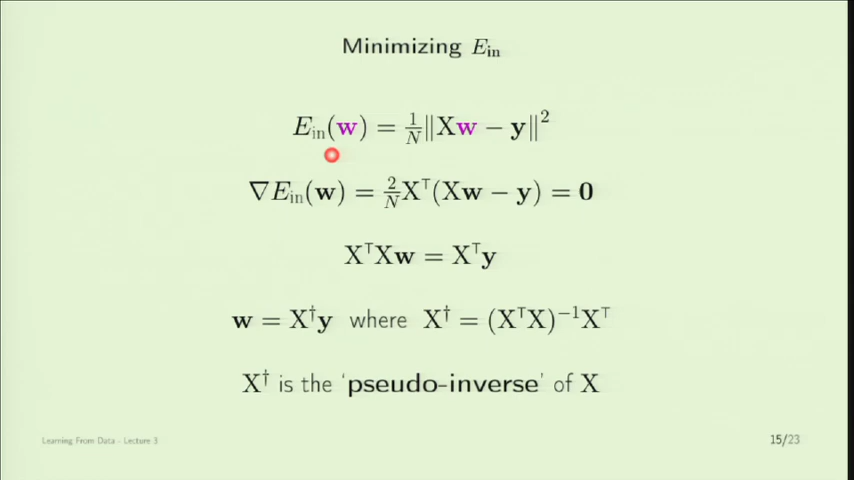 Minimizing E_in
E_in(w) = 1/N ‖Xw − y‖²
∇E_in(w) = 2/N Xᵀ(Xw − y) = 0
XᵀXw = Xᵀy
w = X†y where X† = (XᵀX)⁻¹Xᵀ
X† is the 'pseudo-inverse' of X
Learning From Data - Lecture 3
15/23